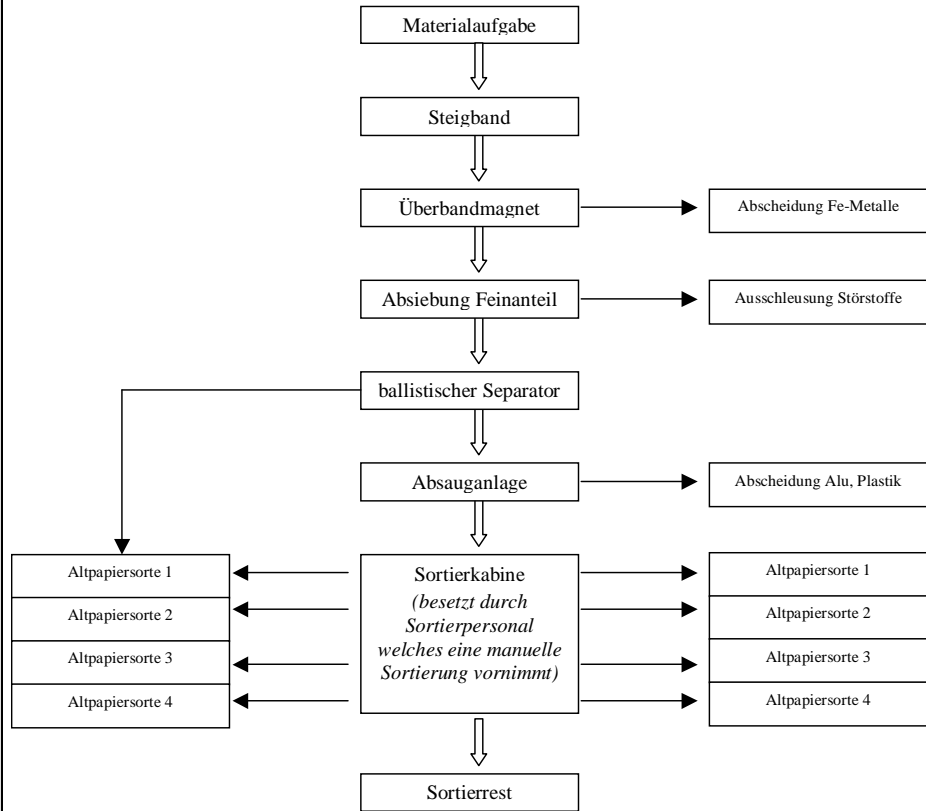 Materialaufgabe
Steigband
Überbandmagnet
Abscheidung Fe-Metalle
Absiebung Feinanteil
Ausschleusung Störstoffe
ballistischer Separator
Absauganlage
Abscheidung Alu, Plastik
Altpapiersorte 1
Altpapiersorte 2
Altpapiersorte 3
Altpapiersorte 4
Sortierkabine
(besetzt durch
Sortierpersonal
welches eine manuelle
Sortierung vornimmt)
Altpapiersorte 1
Altpapiersorte 2
Altpapiersorte 3
Altpapiersorte 4
Sortierrest